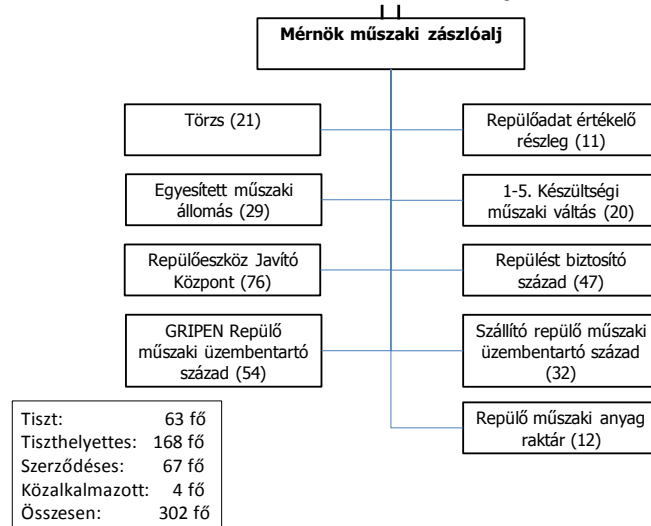 Mérnök műszaki zászlóalj
Törzs (21)
Repülőadat értékelő
részleg (11)
Egyesített műszaki
állomás (29)
1-5. Készültségi
műszaki váltás (20)
Repülőeszköz Javító
Központ (76)
Repülést biztosító
század (47)
GRIPEN Repülő
műszaki üzembentartó
század (54)
Szállító repülő műszaki
üzembentartó század
(32)
Repülő műszaki anyag
raktár (12)
Tiszt: 63 fő
Tiszthelyettes: 168 fő
Szerződéses: 67 fő
Közalkalmazott: 4 fő
Összesen: 302 fő